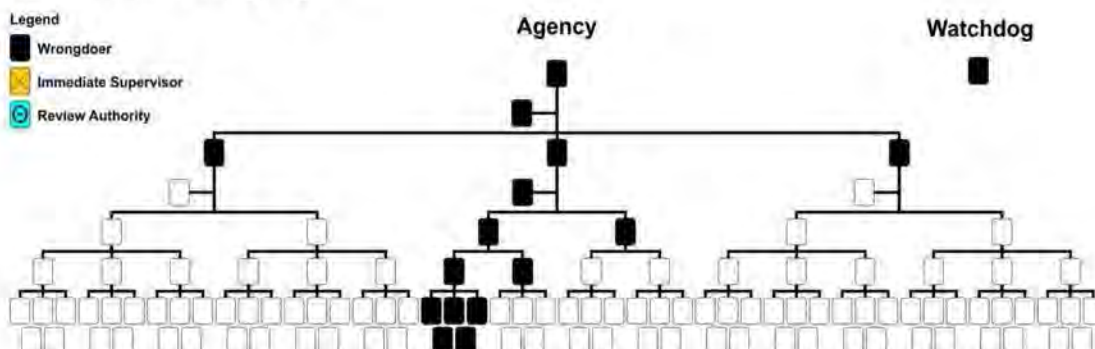 Legend
Agency
Watchdog
Wrongdoer
Immediate Supervisor
Review Authority